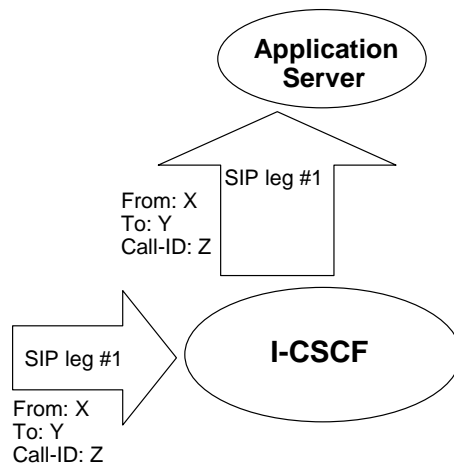 Application
Server
SIP leg #1
From: X
To: Y
Call-ID: Z
I-CSCF
SIP leg #1
From: X
To: Y
Call-ID: Z